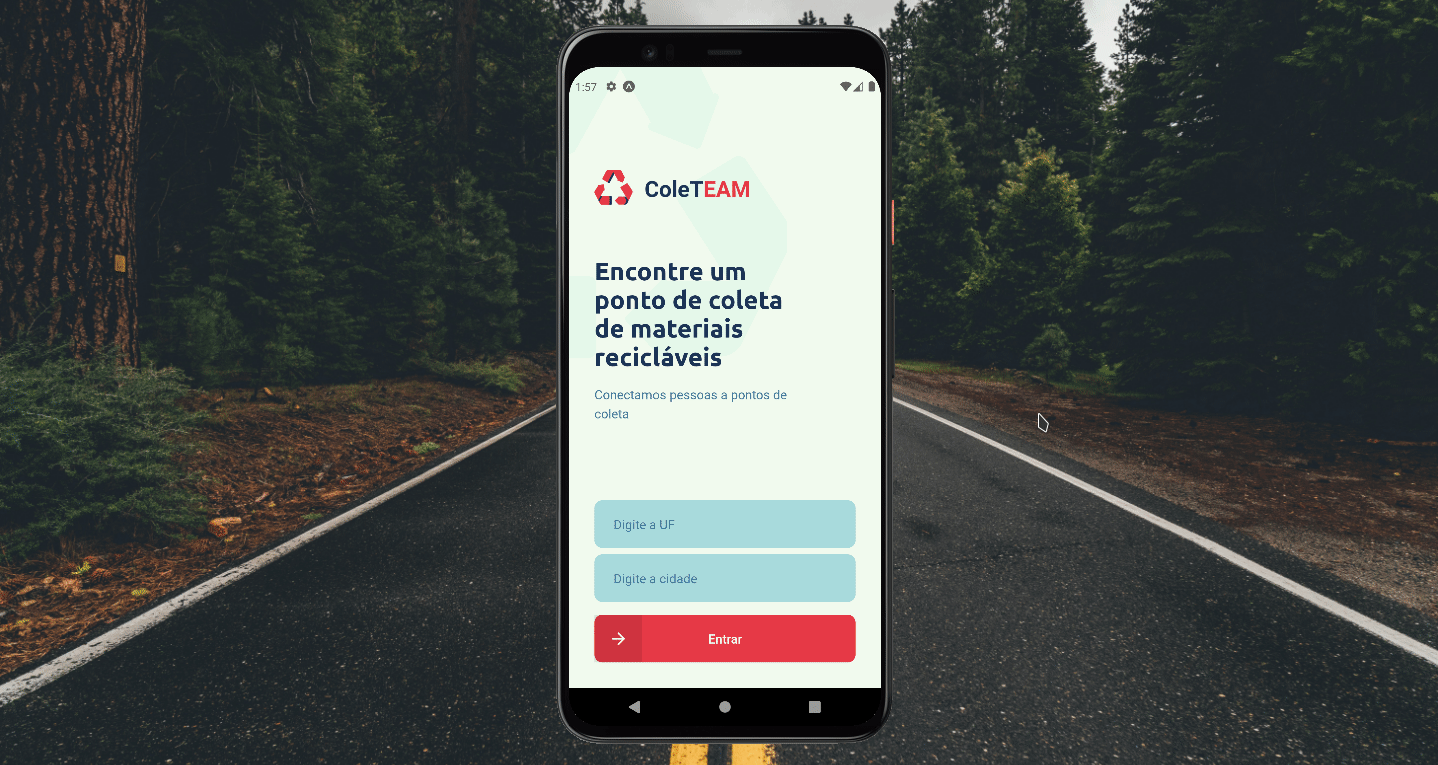 1:57
ColeTEAM
Encontre um
ponto de coleta
de materiais
recicláveis
Conectamos pessoas a pontos de
coleta
Digite a UF
Digite a cidade
Entrar